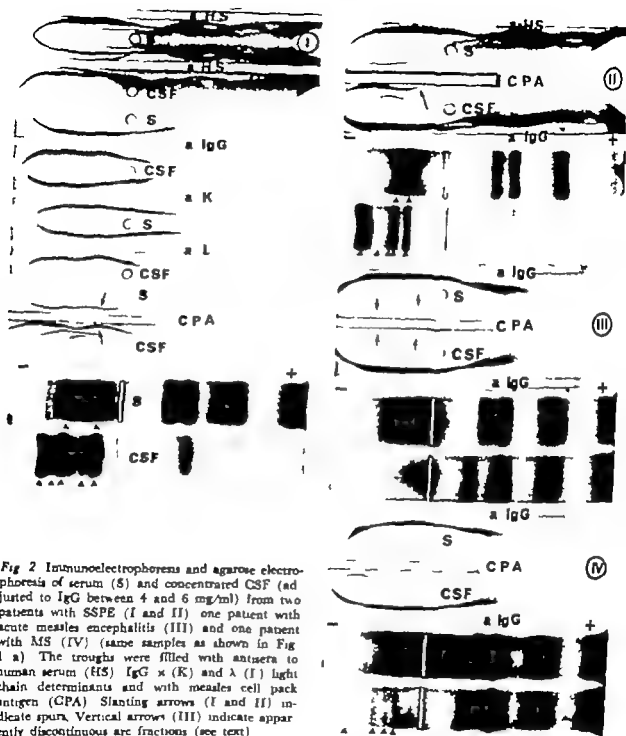 a HS
I
a HS
CSF
S
a IgG
CSF
a K
S
a L
CSF
S
CPA
CSF
− +
S
CSF
a HS
S
II
CPA
CSF
a IgG
− +
a IgG
S
CPA
III
CSF
a IgG
− +
a IgG
S
CPA
IV
CSF
a IgG
− +
Fig 2 Immunoelectrophoresis and agarose electro-
phoresis of serum (S) and concentrated CSF (ad
justed to IgG between 4 and 6 mg/ml) from two
patients with SSPE (I and II) one patient with
acute measles encephalitis (III) and one patient
with MS (IV) (same samples as shown in Fig
1 a) The troughs were filled with antisera to
human serum (HS) IgG κ (K) and λ (L) light
chain determinants and with measles cell pack
antigen (CPA) Slanting arrows (I and II) in-
dicate spurs, Vertical arrows (III) indicate appar
ently discontinuous arc fractions (see text)